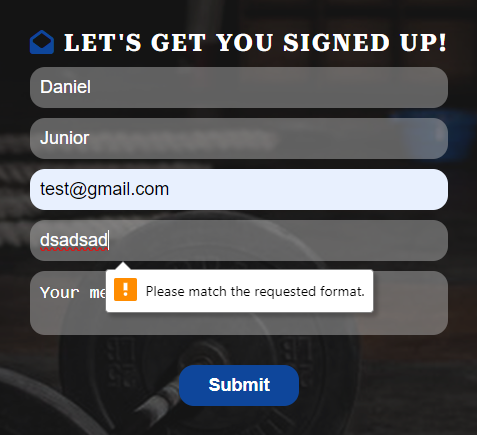 LET'S GET YOU SIGNED UP!
Daniel
Junior
test@gmail.com
dsadsad
Your me
Please match the requested format.
Submit